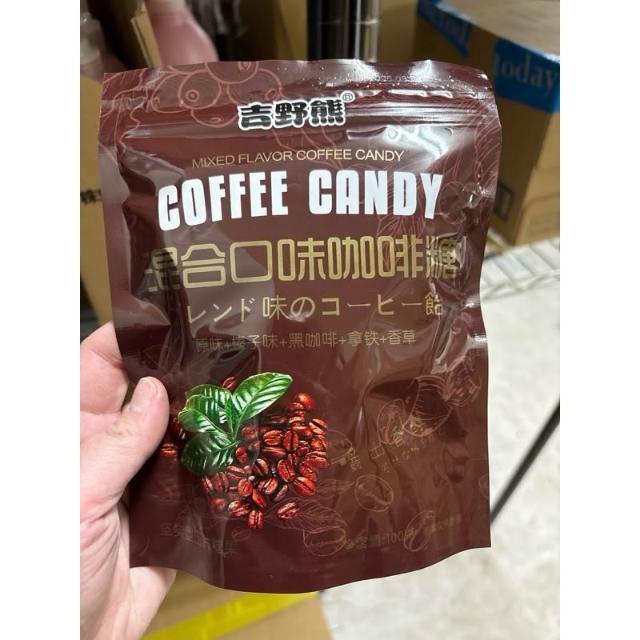 today
吉野熊®
MIXED FLAVOR COFFEE CANDY
COFFEE CANDY
混合口味咖啡糖
レンド味のコーヒー飴
原味+榛子味+黑咖啡+拿铁+香草